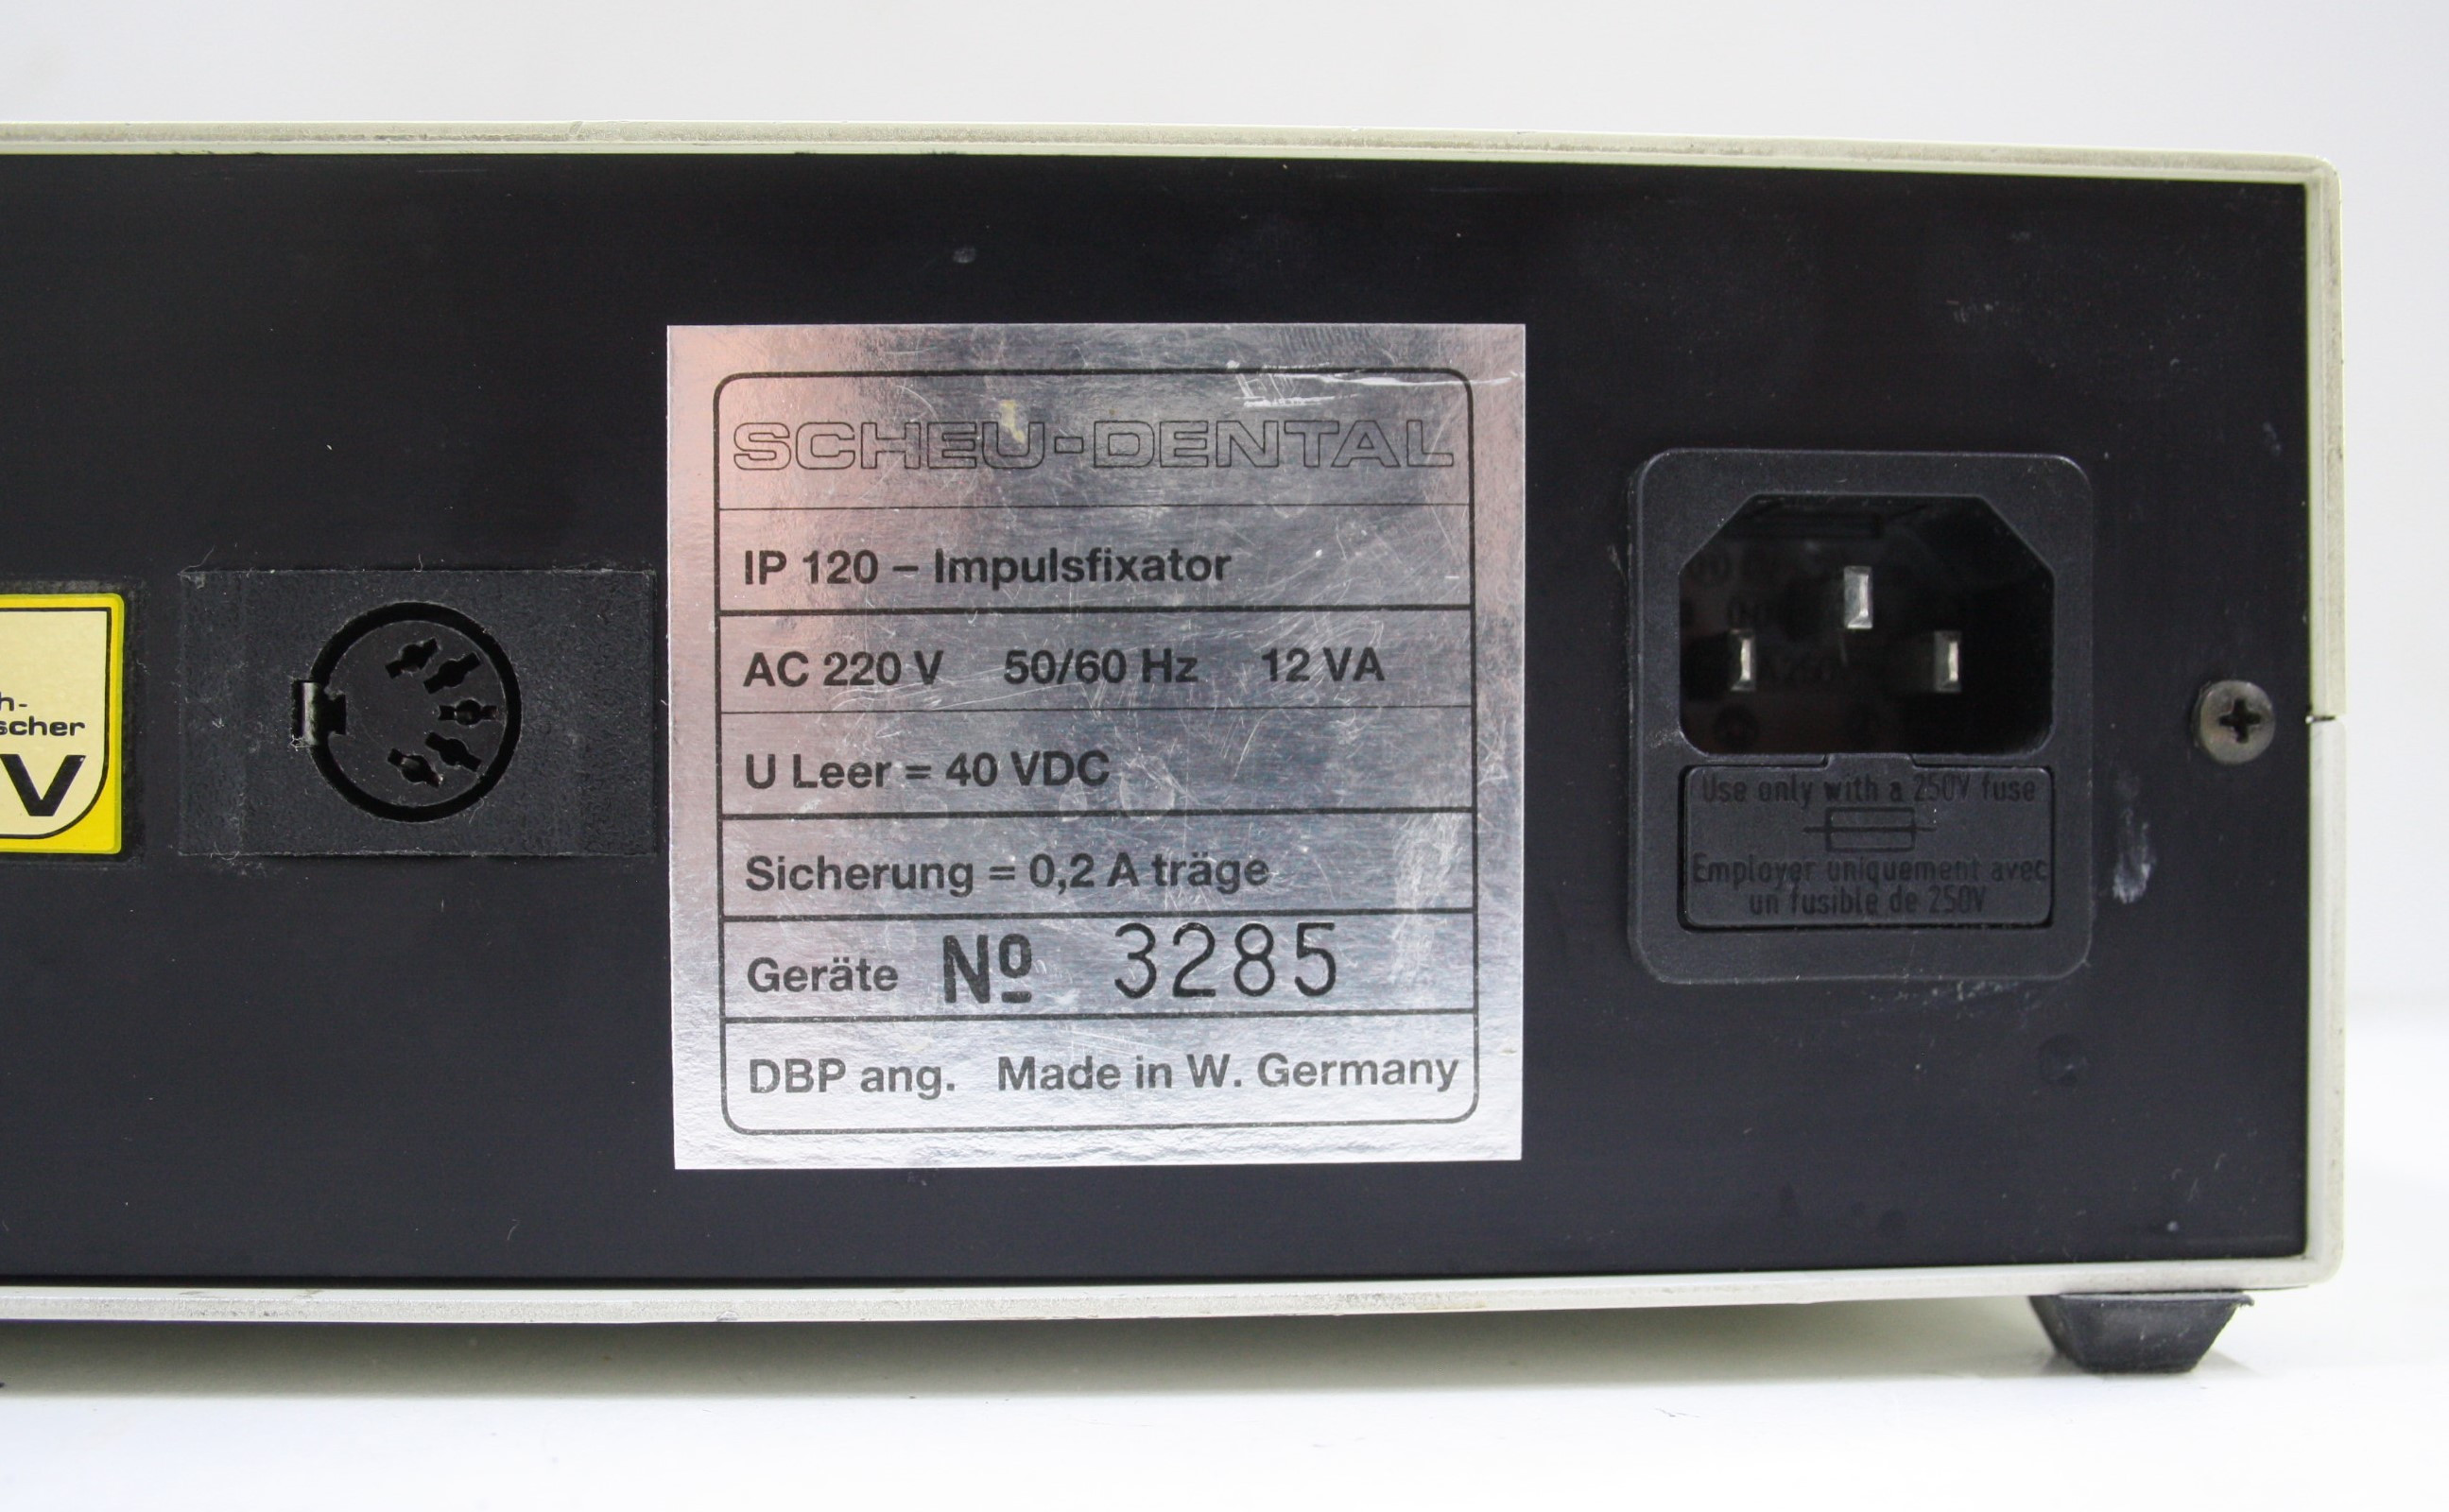 h-
scher
V
SCHEU-DENTAL
IP 120 – Impulsfixator
AC 220 V 50/60 Hz 12 VA
U Leer = 40 VDC
Sicherung = 0,2 A träge
Geräte Nº 3285
DBP ang. Made in W. Germany
Use only with a 250V fuse
Employer uniquement avec
un fusible de 250V